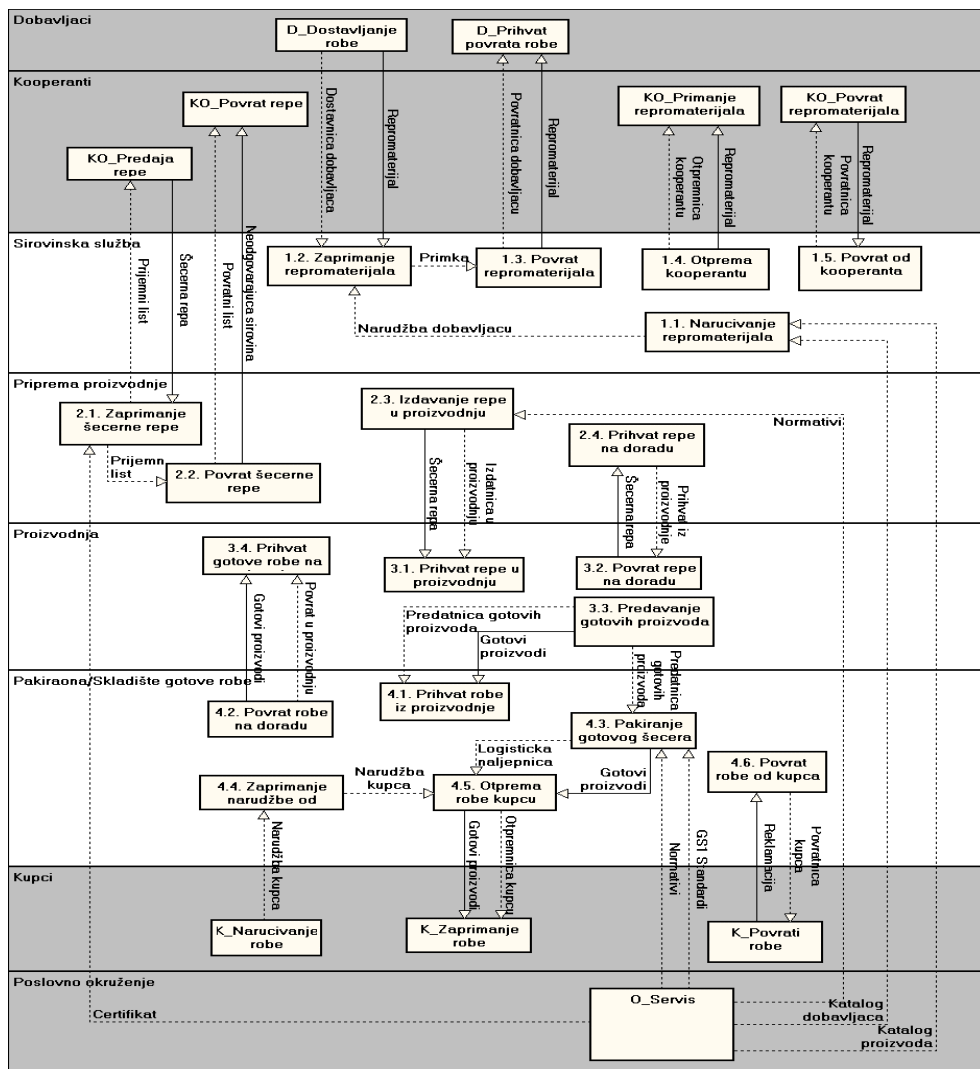 Dobavljaci
D_Dostavljanje
robe
D_Prihvat
povrata robe
Kooperanti
KO_Povrat repe
KO_Predaja
repe
KO_Primanje
repromaterijala
KO_Povrat
repromaterijala
Dostavnica dobavljaca
Repromaterijal
Povratnica dobavljacu
Repromaterijal
Otpremnica
kooperantu
Repromaterijal
Povratnica
kooperantu
Repromaterijal
Sirovinska služba
Prijemni list
Šecerna repa
Povratni list
Neodgovarajuca sirovina
1.2. Zaprimanje
repromaterijala
Primka
1.3. Povrat
repromaterijala
1.4. Otprema
kooperantu
1.5. Povrat od
kooperanta
Narudžba dobavljacu
1.1. Narucivanje
repromaterijala
Priprema proizvodnje
2.1. Zaprimanje
šecerne repe
Prijemn
list
2.2. Povrat šecerne
repe
2.3. Izdavanje repe
u proizvodnju
Normativi
2.4. Prihvat repe
na doradu
Šecerna repa
Izdatnica u
proizvodnju
Šecerna repa
Prihvat iz
proizvodnje
Proizvodnja
3.4. Prihvat
gotove robe na
3.1. Prihvat repe u
proizvodnju
3.2. Povrat repe
na doradu
3.3. Predavanje
gotovih proizvoda
Predatnica gotovih
proizvoda
Gotovi
proizvodi
Gotovi proizvodi
Povrat u proizvodnju
Predatnica
gotovih
proizvoda
Pakiraona/Skladište gotove robe
4.1. Prihvat robe
iz proizvodnje
4.2. Povrat robe
na doradu
4.3. Pakiranje
gotovog šecera
Logisticka
naljepnica
Gotovi
proizvodi
4.4. Zaprimanje
narudžbe od
Narudžba
kupca
4.5. Otprema
robe kupcu
4.6. Povrat
robe od kupca
Narudžba kupca
Gotovi proizvodi
Otpremnica kupcu
Normativi
GS1 Standardi
Reklamacija
Povratnica
kupca
Kupci
K_Narucivanje
robe
K_Zaprimanje
robe
K_Povrati
robe
Poslovno okruženje
Certifikat
O_Servis
Katalog
dobavljaca
Katalog
proizvoda